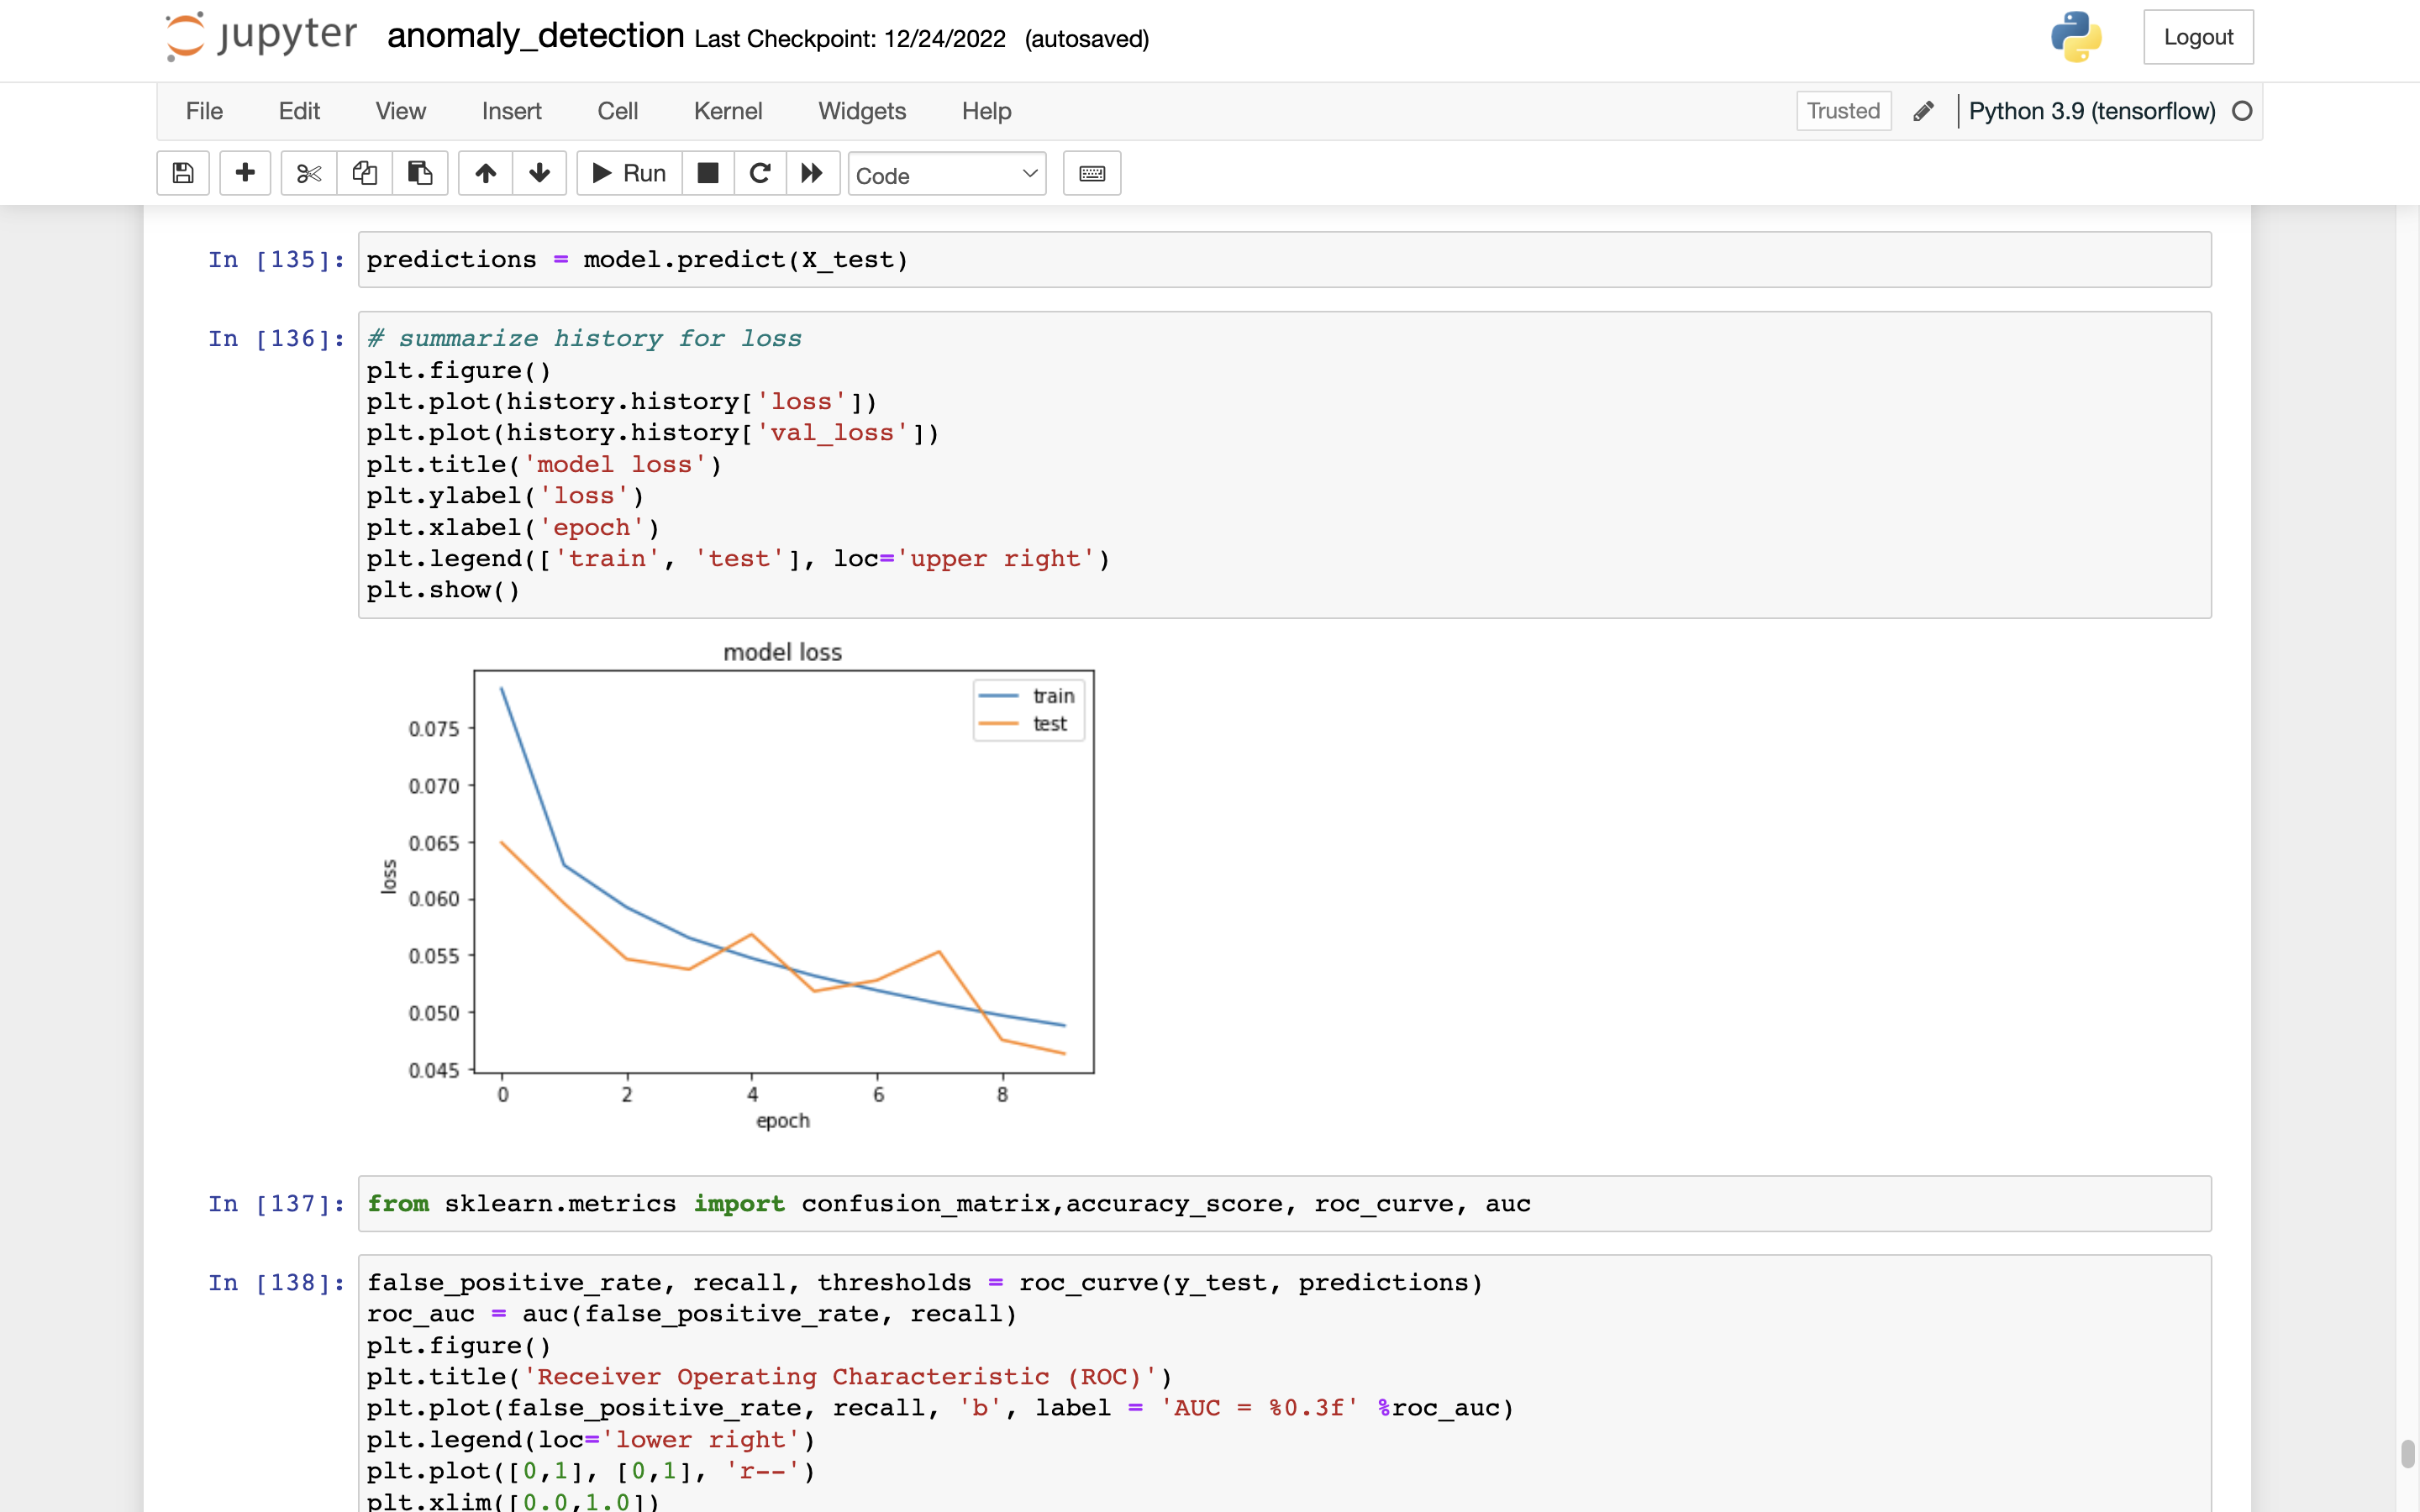 jupyter anomaly_detection Last Checkpoint: 12/24/2022 (autosaved) Logout
File Edit View Insert Cell Kernel Widgets Help Trusted Python 3.9 (tensorflow)
Run Code
In [135]: predictions = model.predict(X_test)
In [136]: # summarize history for loss
plt.figure()
plt.plot(history.history['loss'])
plt.plot(history.history['val_loss'])
plt.title('model loss')
plt.ylabel('loss')
plt.xlabel('epoch')
plt.legend(['train', 'test'], loc='upper right')
plt.show()
model loss
train
test
0.075
0.070
0.065
0.060
0.055
0.050
0.045
loss
0 2 4 6 8
epoch
In [137]: from sklearn.metrics import confusion_matrix,accuracy_score, roc_curve, auc
In [138]: false_positive_rate, recall, thresholds = roc_curve(y_test, predictions)
roc_auc = auc(false_positive_rate, recall)
plt.figure()
plt.title('Receiver Operating Characteristic (ROC)')
plt.plot(false_positive_rate, recall, 'b', label = 'AUC = %0.3f' %roc_auc)
plt.legend(loc='lower right')
plt.plot([0,1], [0,1], 'r--')
plt.xlim([0.0,1.0])